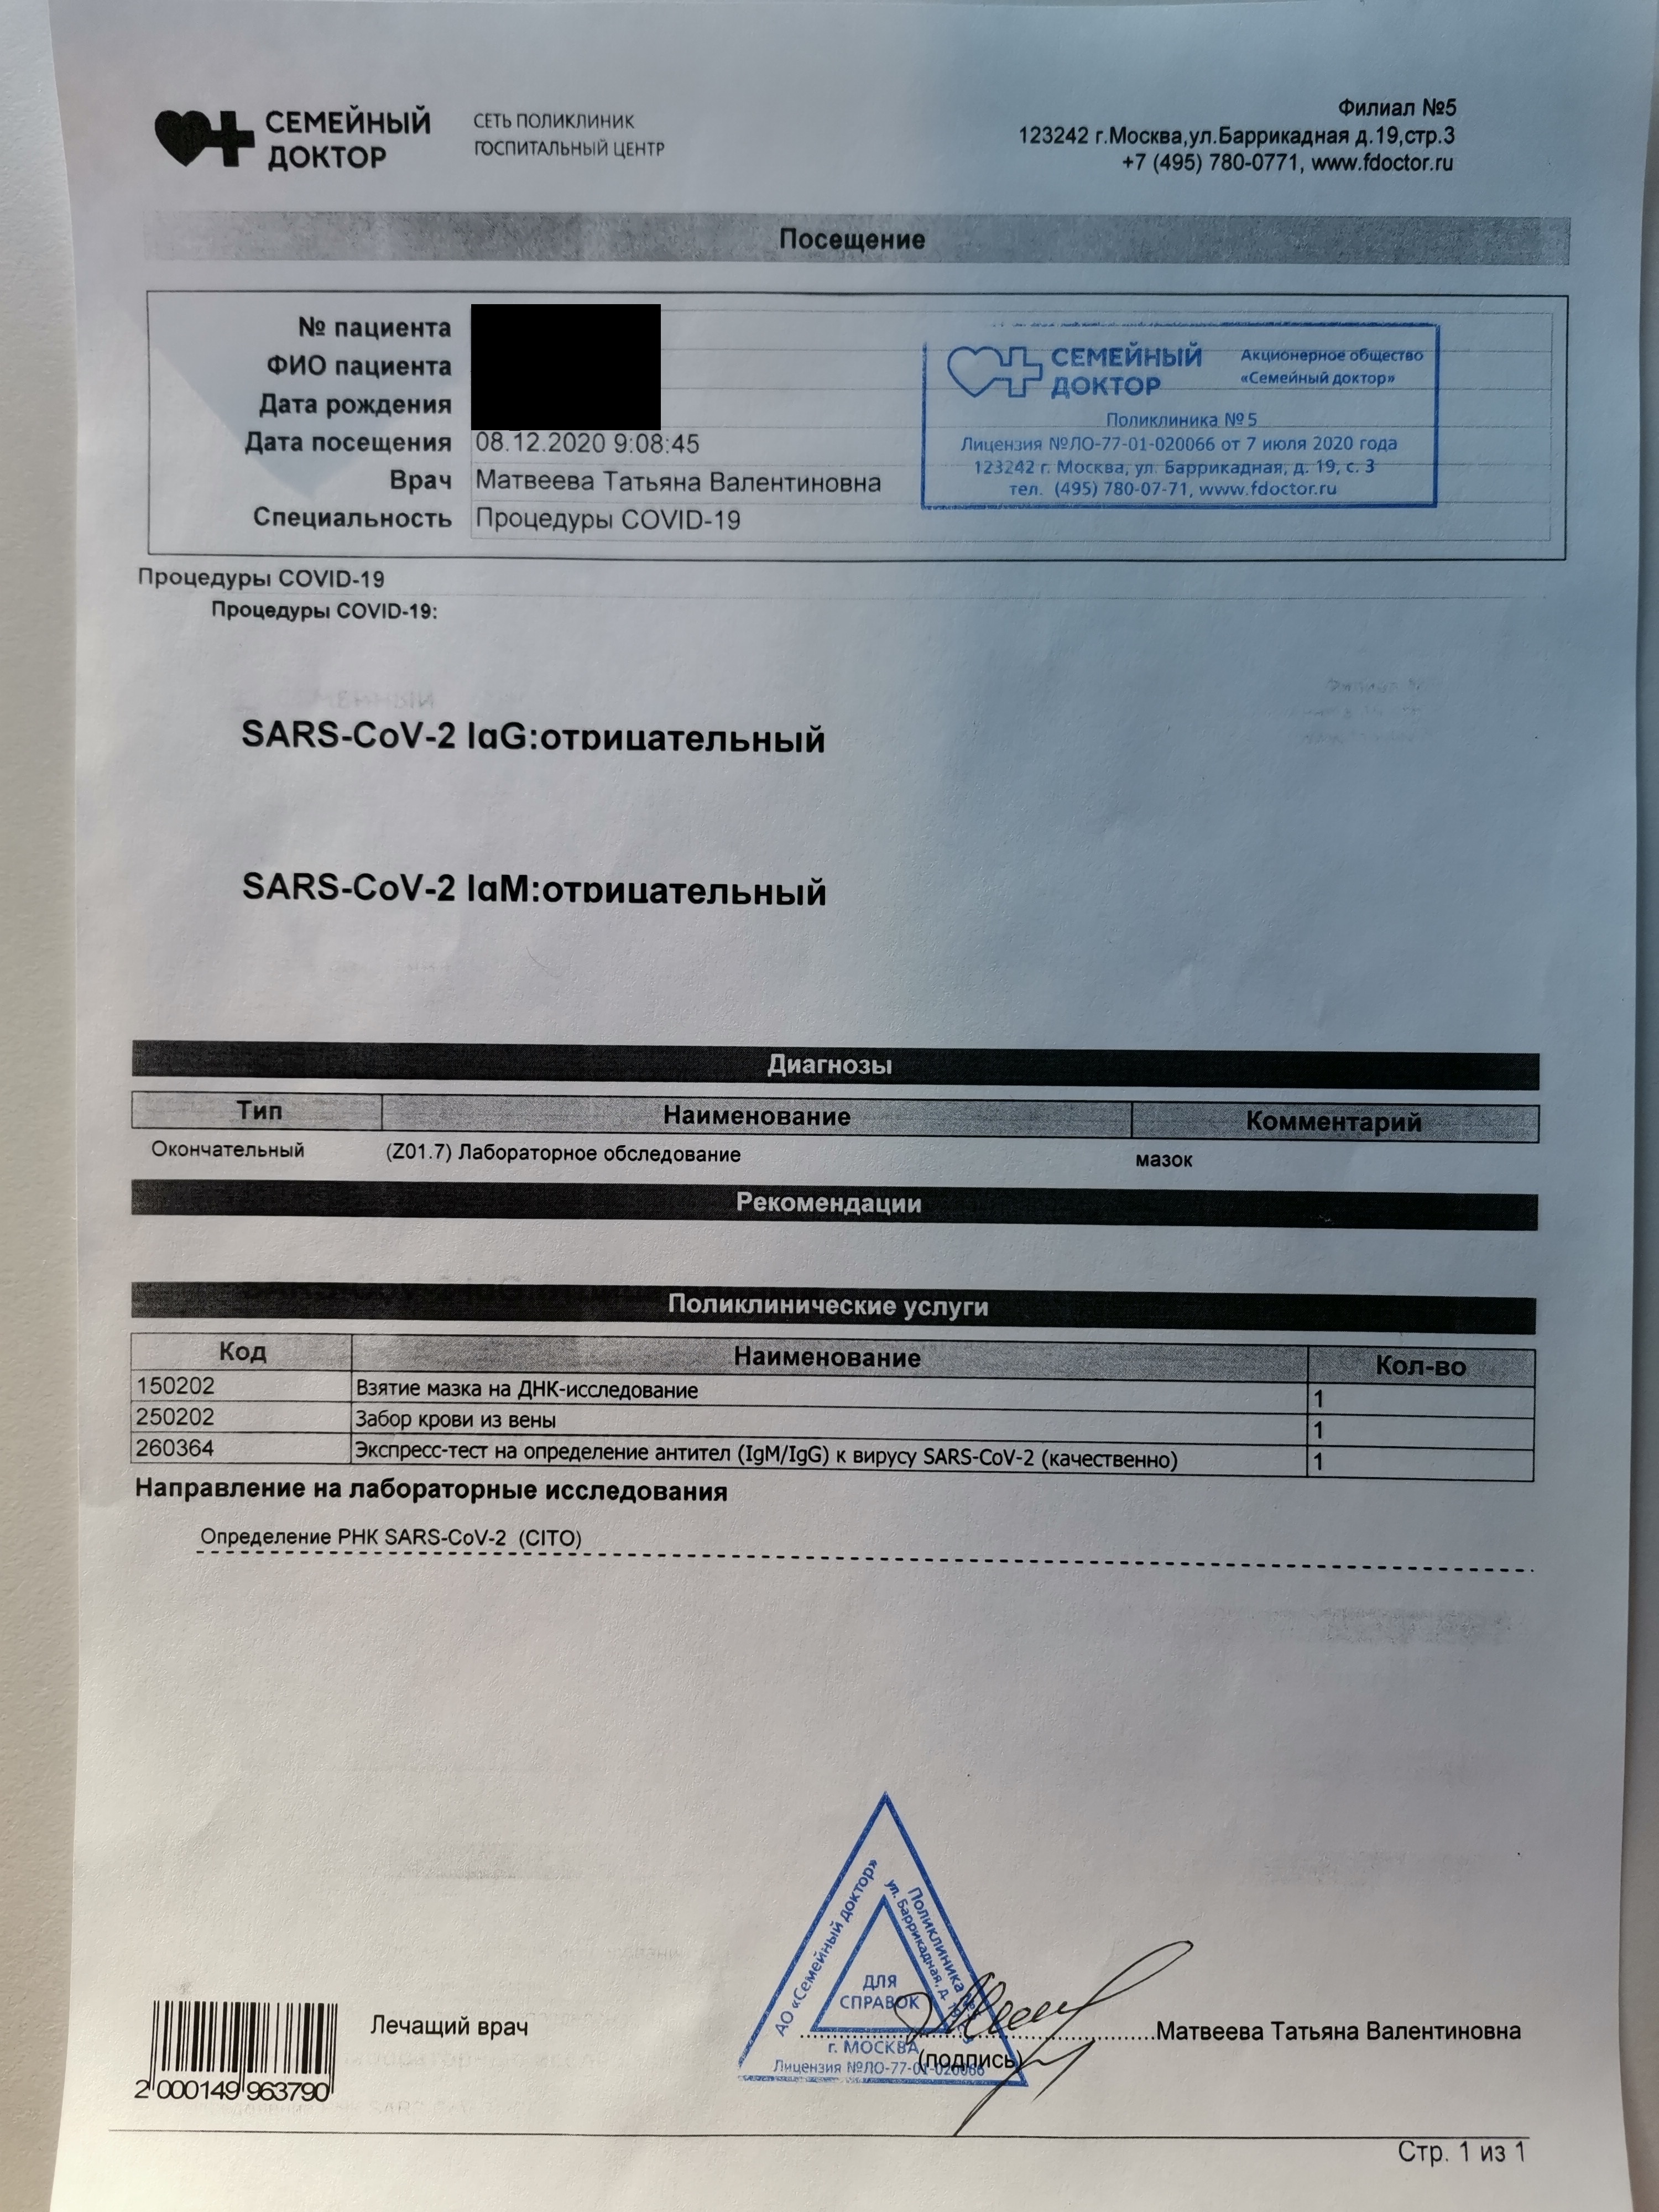 СЕМЕЙНЫЙ
ДОКТОР
СЕТЬ ПОЛИКЛИНИК
ГОСПИТАЛЬНЫЙ ЦЕНТР
Филиал №5
123242 г.Москва,ул.Баррикадная д.19,стр.3
+7 (495) 780-0771, www.fdoctor.ru
Посещение
№ пациента
ФИО пациента
Дата рождения
Дата посещения 08.12.2020 9:08:45
Врач Матвеева Татьяна Валентиновна
Специальность Процедуры COVID-19
СЕМЕЙНЫЙ
ДОКТОР
Акционерное общество
«Семейный доктор»
Поликлиника №5
Лицензия №ЛО-77-01-020066 от 7 июля 2020 года
123242 г. Москва, ул. Баррикадная, д. 19, с. 3
тел. (495) 780-07-71, www.fdoctor.ru
Процедуры COVID-19
Процедуры COVID-19:
SARS-CoV-2 IgG:отрицательный
SARS-CoV-2 IgM:отрицательный
Диагнозы
Тип Наименование Комментарий
Окончательный (Z01.7) Лабораторное обследование мазок
Рекомендации
Поликлинические услуги
Код Наименование Кол-во
150202 Взятие мазка на ДНК-исследование 1
250202 Забор крови из вены 1
260364 Экспресс-тест на определение антител (IgM/IgG) к вирусу SARS-CoV-2 (качественно) 1
Направление на лабораторные исследования
Определение РНК SARS-CoV-2 (CITO)
АО «Семейный доктор»
Поликлиника
ул. Баррикадная, д.
ДЛЯ
СПРАВОК
г. МОСКВА
Лицензия №ЛО-77-01-020066
Лечащий врач
(подпись)
Матвеева Татьяна Валентиновна
2 000149 963790
Стр. 1 из 1